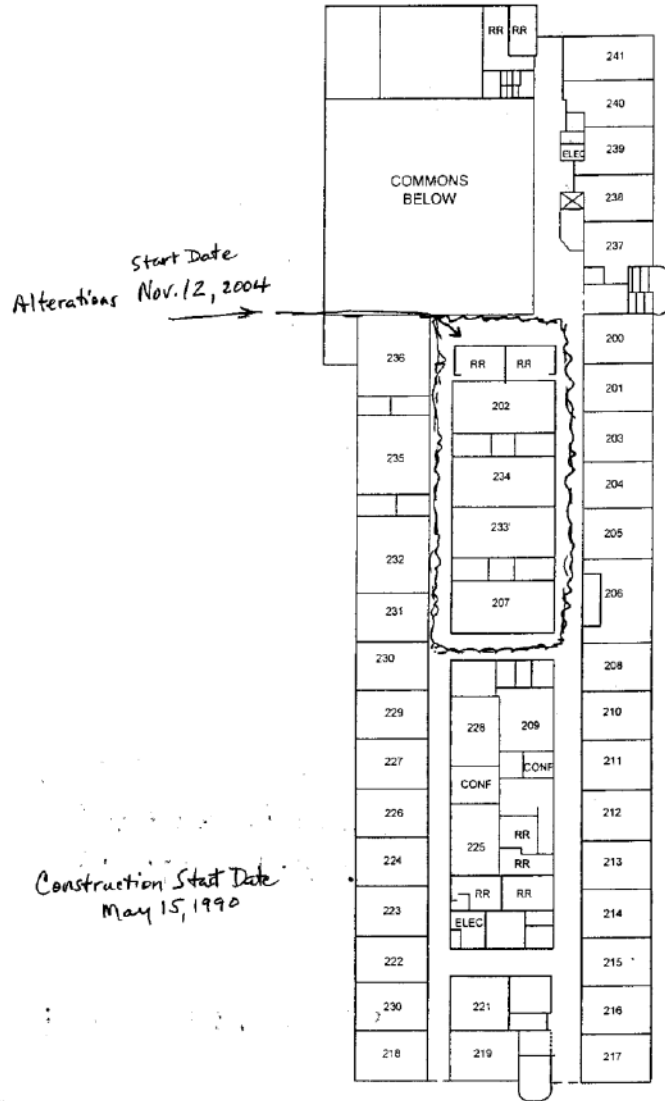 RR RR
241
240
ELEC 239
COMMONS
BELOW
238
237
Start Date
Alterations Nov. 12, 2004
236
RR RR
200
202
201
235
203
234
204
233
205
232
207
206
231
230
208
229
228
209
210
227
CONF
CONF
211
226
225
RR
212
224
RR
213
Construction Start Date
May 15, 1990
223
RR RR
ELEC
214
222
215
230
221
216
218
219
217